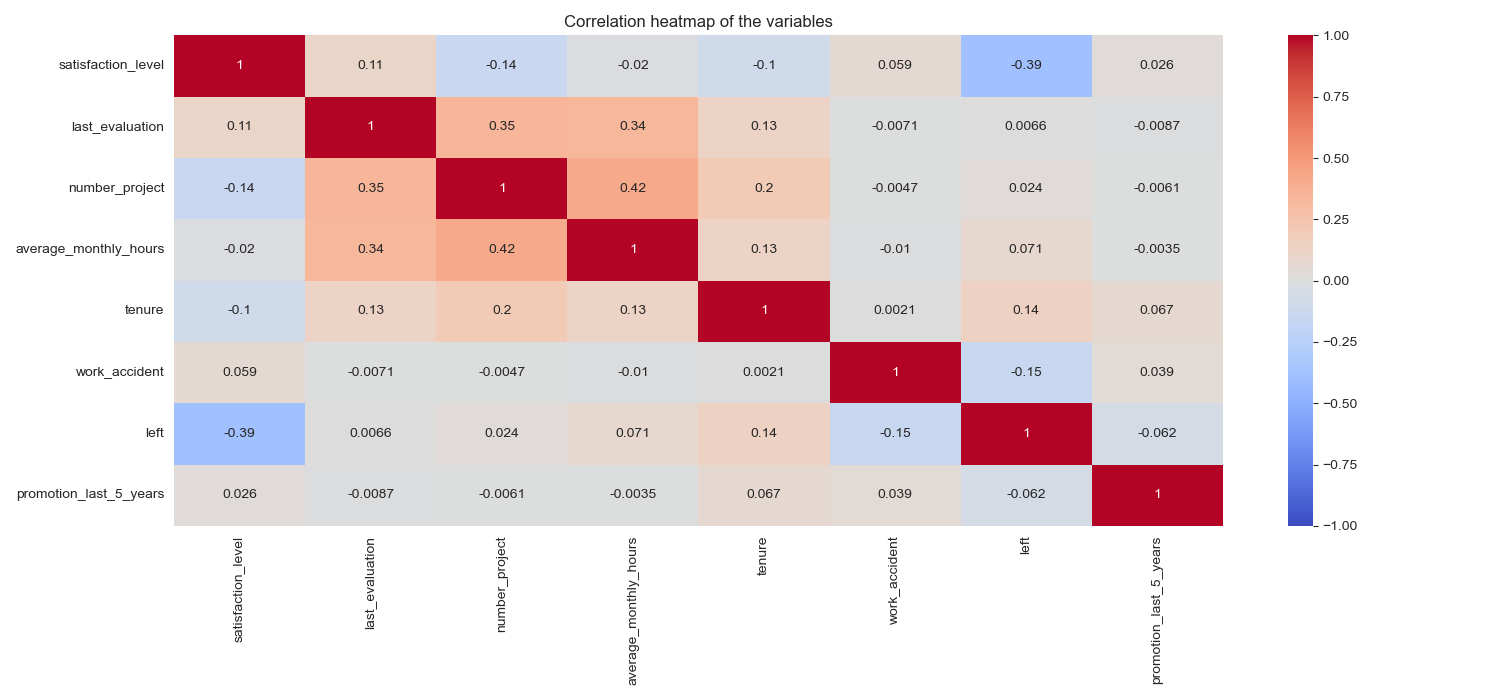 Correlation heatmap of the variables
satisfaction_level 1 0.11 -0.14 -0.02 -0.1 0.059 -0.39 0.026
last_evaluation 0.11 1 0.35 0.34 0.13 -0.0071 0.0066 -0.0087
number_project -0.14 0.35 1 0.42 0.2 -0.0047 0.024 -0.0061
average_monthly_hours -0.02 0.34 0.42 1 0.13 -0.01 0.071 -0.0035
tenure -0.1 0.13 0.2 0.13 1 0.0021 0.14 0.067
work_accident 0.059 -0.0071 -0.0047 -0.01 0.0021 1 -0.15 0.039
left -0.39 0.0066 0.024 0.071 0.14 -0.15 1 -0.062
promotion_last_5_years 0.026 -0.0087 -0.0061 -0.0035 0.067 0.039 -0.062 1
satisfaction_level
last_evaluation
number_project
average_monthly_hours
tenure
work_accident
left
promotion_last_5_years
1.00
0.75
0.50
0.25
0.00
−0.25
−0.50
−0.75
−1.00